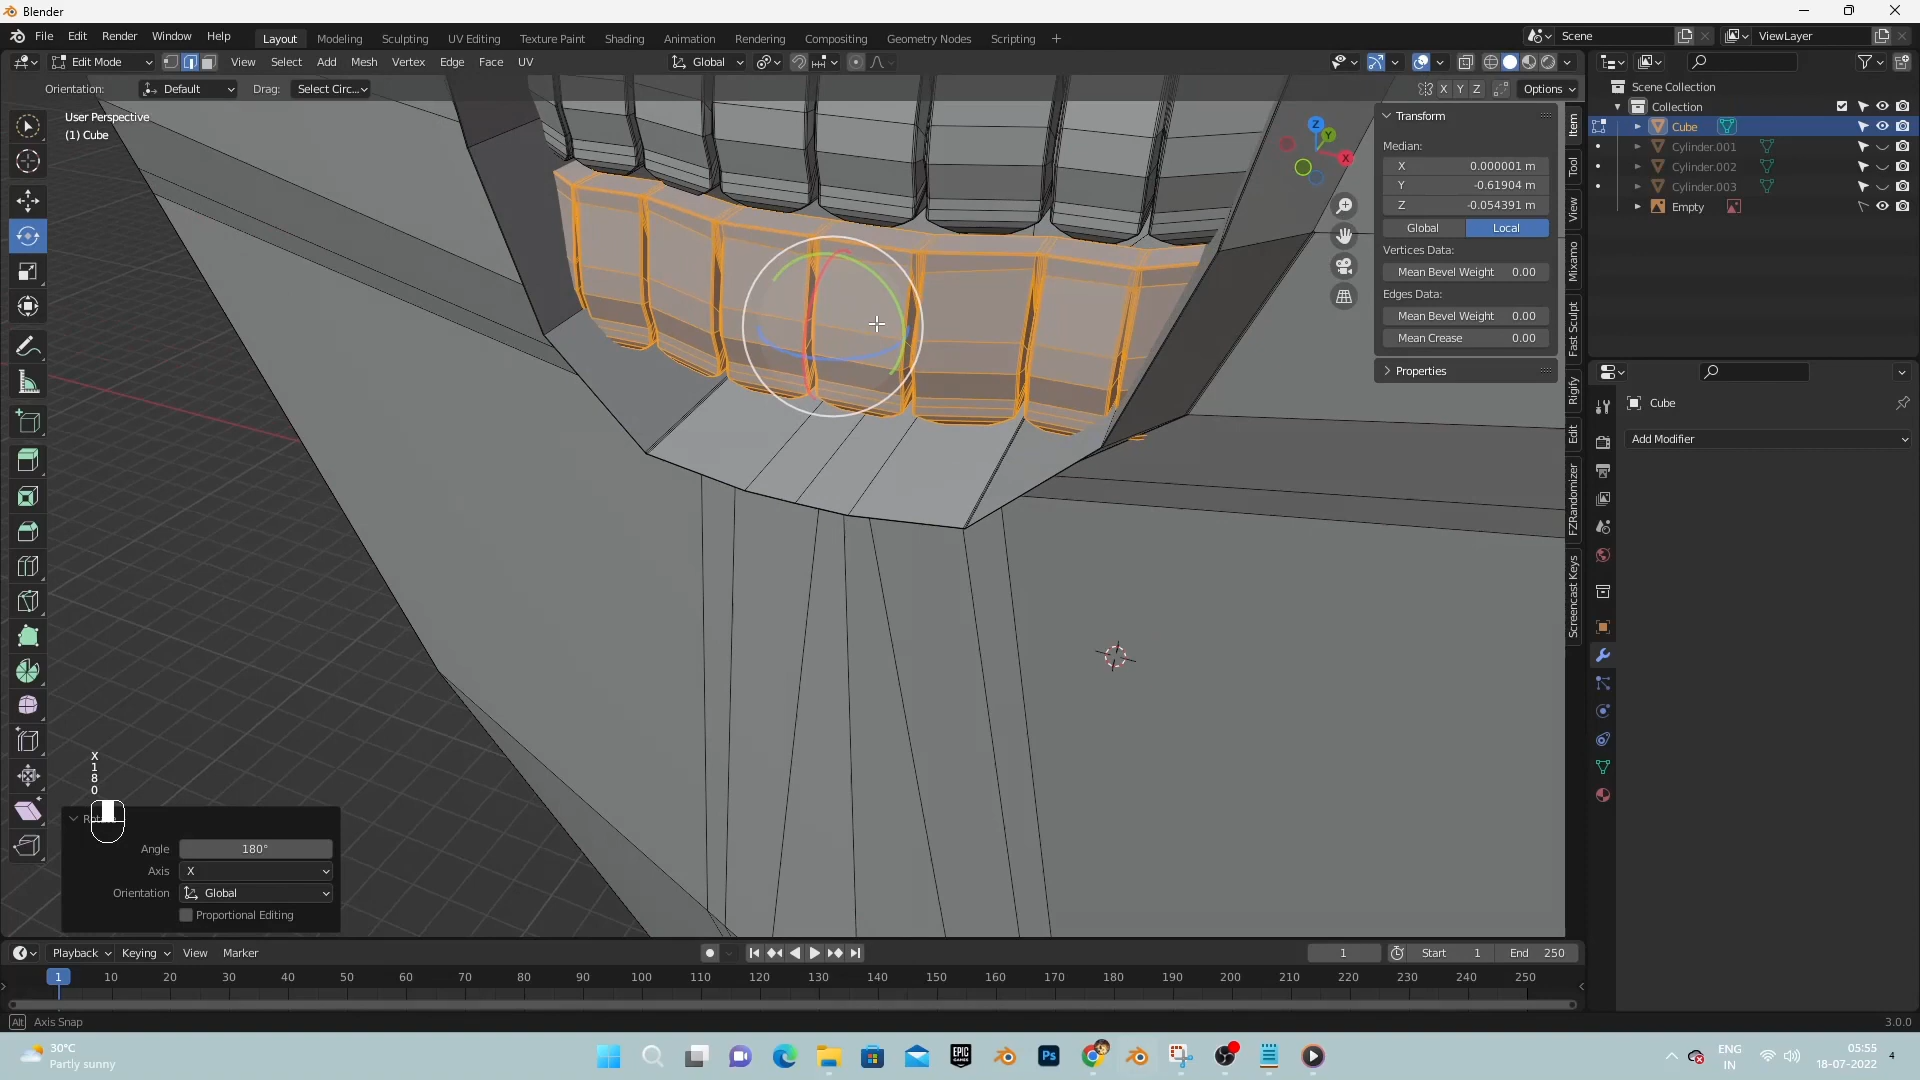 Blender
File Edit Render Window Help
Layout Modeling Sculpting UV Editing Texture Paint Shading Animation Rendering Compositing Geometry Nodes Scripting +
Scene
ViewLayer
Edit Mode View Select Add Mesh Vertex Edge Face UV
Global
Orientation: Default Drag: Select Circ...
X Y Z Options
User Perspective
(1) Cube
Z
Y
X
Transform
Median:
X 0.000001 m
Y -0.61904 m
Z -0.054391 m
Global Local
Vertices Data:
Mean Bevel Weight 0.00
Edges Data:
Mean Bevel Weight 0.00
Mean Crease 0.00
Properties
Item
Tool
View
Mixamo
Fast Sculpt
Rigify
Edit
FZRandomizer
Screencast Keys
Scene Collection
Collection
Cube
Cylinder.001
Cylinder.002
Cylinder.003
Empty
Cube
Add Modifier
X
1
8
0
Angle 180°
Axis X
Orientation Global
Proportional Editing
Playback Keying View Marker
1 Start 1 End 250
1 10 20 30 40 50 60 70 80 90 100 110 120 130 140 150 160 170 180 190 200 210 220 230 240 250
Alt Axis Snap
3.0.0
30°C
Partly sunny
EPIC GAMES
Ps
ENG
IN
05:55
18-07-2022
4